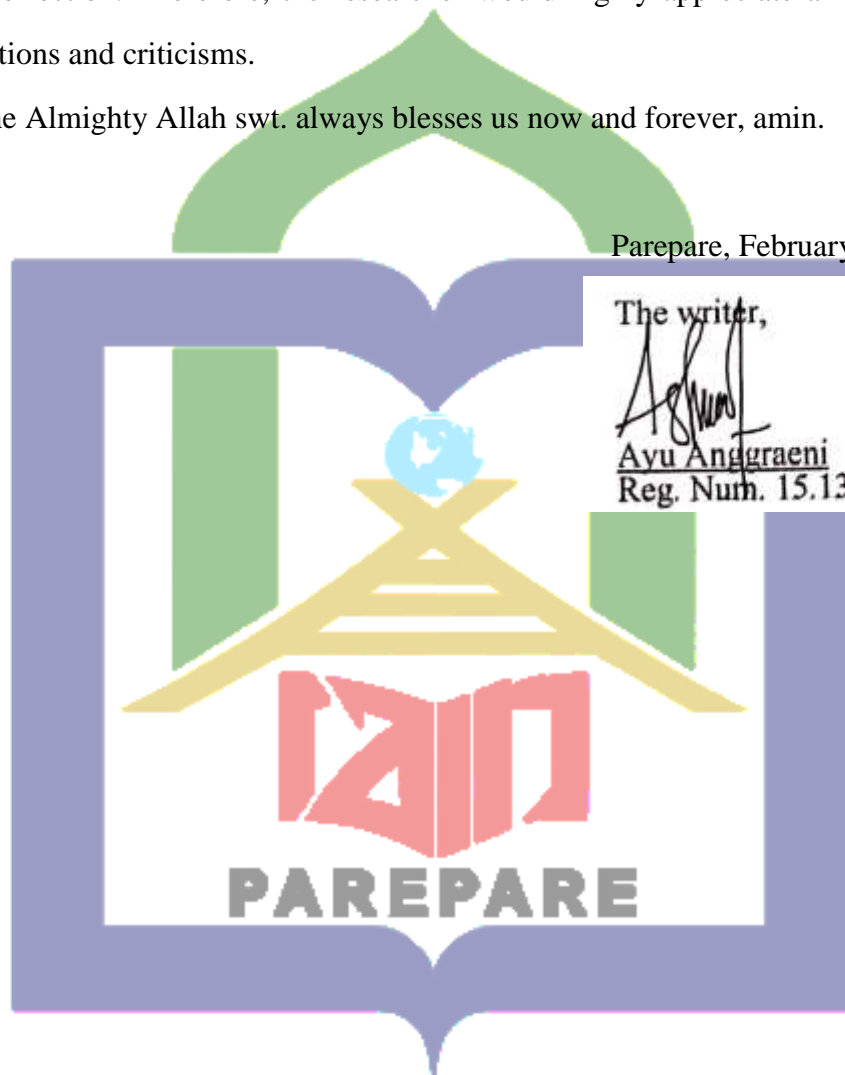 tions and criticisms.
Almighty Allah swt. always blesses us now and forever, amin.
Parepare, February
The writer,
Ayu Anggraeni
Reg. Num. 15.13
iain
PAREPARE